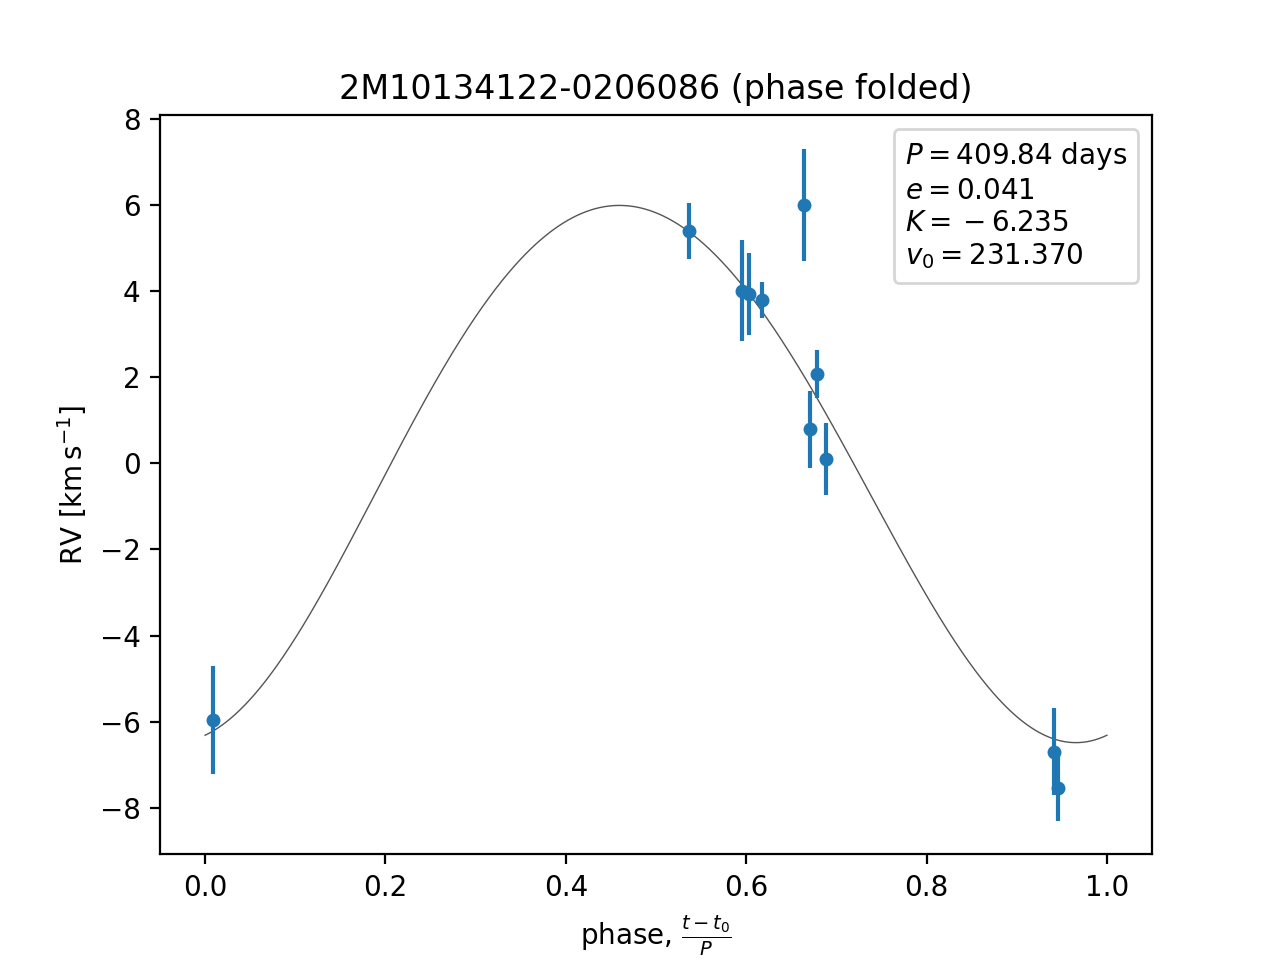 2M10134122-0206086 (phase folded)
P = 409.84 days
e = 0.041
K = −6.235
v₀ = 231.370
8
6
4
2
0
−2
−4
−6
−8
RV [km s⁻¹]
0.0 0.2 0.4 0.6 0.8 1.0
phase, (t − t₀)/P